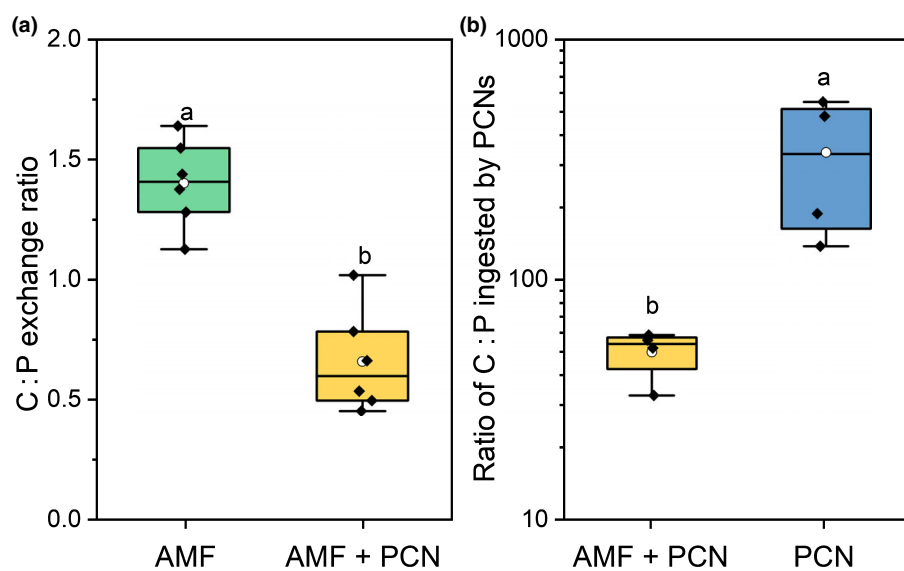 (a)
2.0
1.5
1.0
0.5
0.0
C:P exchange ratio
a
b
AMF
AMF + PCN
(b)
1000
100
10
Ratio of C:P ingested by PCNs
b
a
AMF + PCN
PCN